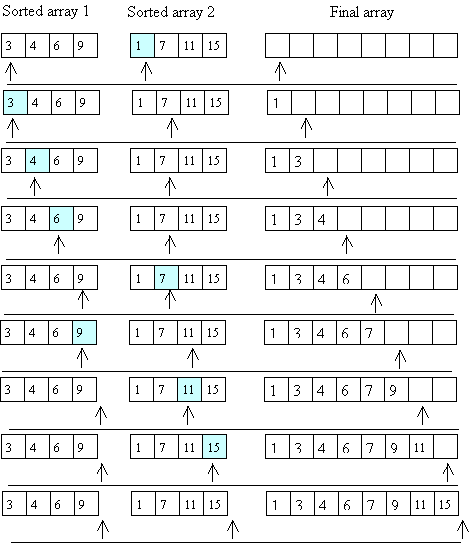 Sorted array 1 Sorted array 2 Final array
3 4 6 9 1 7 11 15
3 4 6 9 1 7 11 15 1
3 4 6 9 1 7 11 15 1 3
3 4 6 9 1 7 11 15 1 3 4
3 4 6 9 1 7 11 15 1 3 4 6
3 4 6 9 1 7 11 15 1 3 4 6 7
3 4 6 9 1 7 11 15 1 3 4 6 7 9
3 4 6 9 1 7 11 15 1 3 4 6 7 9 11
3 4 6 9 1 7 11 15 1 3 4 6 7 9 11 15